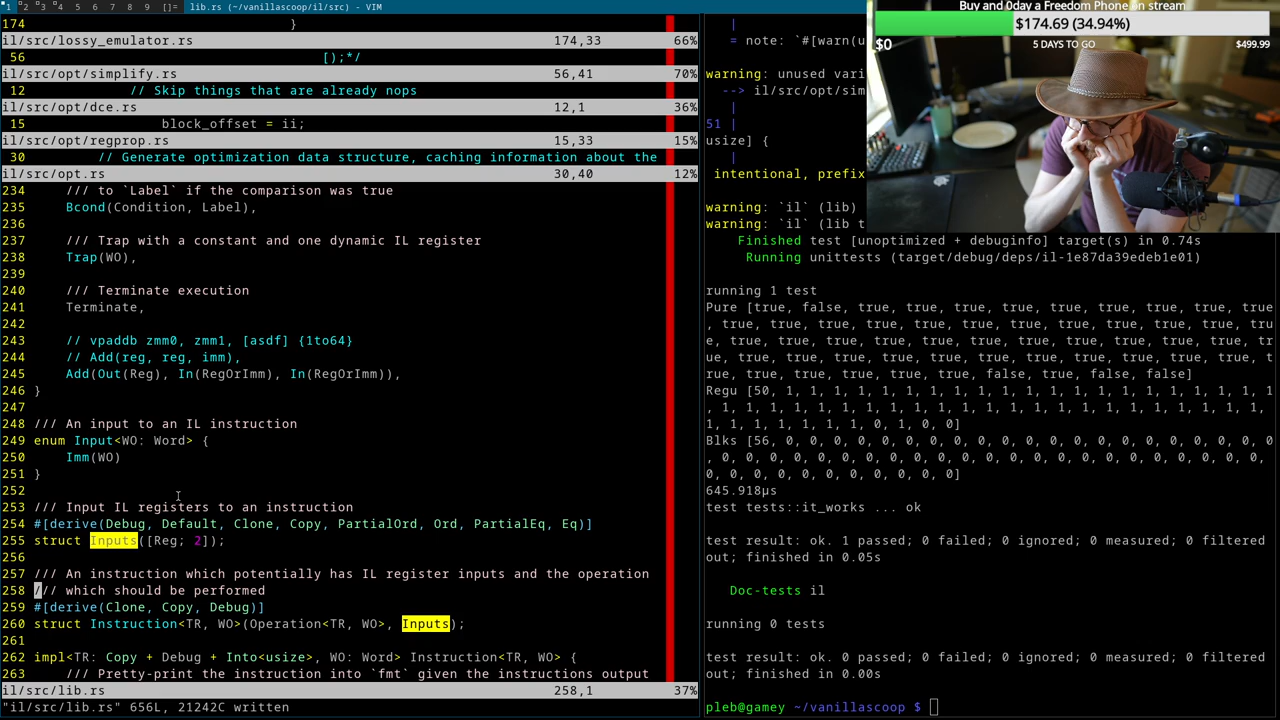 1 2 3 4 5 6 7 8 9 []= lib.rs (~/vanillascoop/il/src) - VIM
174 }
il/src/lossy_emulator.rs 174,33 66%
56 [);*/
il/src/opt/simplify.rs 56,41 70%
12 // Skip things that are already nops
il/src/opt/dce.rs 12,1 36%
15 block_offset = ii;
il/src/opt/regprop.rs 15,33 15%
30 // Generate optimization data structure, caching information about the
il/src/opt.rs 30,40 12%
234 /// to `Label` if the comparison was true
235 Bcond(Condition, Label),
236
237 /// Trap with a constant and one dynamic IL register
238 Trap(WO),
239
240 /// Terminate execution
241 Terminate,
242
243 // vpaddb zmm0, zmm1, [asdf] {1to64}
244 // Add(reg, reg, imm),
245 Add(Out(Reg), In(RegOrImm), In(RegOrImm)),
246 }
247
248 /// An input to an IL instruction
249 enum Input<WO: Word> {
250 Imm(WO)
251 }
252
253 /// Input IL registers to an instruction
254 #[derive(Debug, Default, Clone, Copy, PartialOrd, Ord, PartialEq, Eq)]
255 struct Inputs([Reg; 2]);
256
257 /// An instruction which potentially has IL register inputs and the operation
258 /// which should be performed
259 #[derive(Clone, Copy, Debug)]
260 struct Instruction<TR, WO>(Operation<TR, WO>, Inputs);
261
262 impl<TR: Copy + Debug + Into<usize>, WO: Word> Instruction<TR, WO> {
263 /// Pretty-print the instruction into `fmt` given the instructions output
il/src/lib.rs 258,1 37%
"il/src/lib.rs" 656L, 21242C written
|
= note: `#[warn(u
warning: unused vari
--> il/src/opt/sim
|
51 |
usize] {
|
intentional, prefix
warning: `il` (lib)
warning: `il` (lib t
Finished test [unoptimized + debuginfo] target(s) in 0.74s
Running unittests (target/debug/deps/il-1e87da39edeb1e01)
running 1 test
Pure [true, false, true, true, true, true, true, true, true, true
, true, true, true, true, true, true, true, true, true, true, tru
e, true, true, true, true, true, true, true, true, true, true, tr
ue, true, true, true, true, true, true, true, true, true, true, t
rue, true, true, true, true, true, false, true, false, false]
Regu [50, 1, 1, 1, 1, 1, 1, 1, 1, 1, 1, 1, 1, 1, 1, 1, 1, 1, 1, 1
, 1, 1, 1, 1, 1, 1, 1, 1, 1, 1, 1, 1, 1, 1, 1, 1, 1, 1, 1, 1, 1,
1, 1, 1, 1, 1, 1, 1, 0, 1, 0, 0]
Blks [56, 0, 0, 0, 0, 0, 0, 0, 0, 0, 0, 0, 0, 0, 0, 0, 0, 0, 0, 0
, 0, 0, 0, 0, 0, 0, 0, 0, 0, 0, 0, 0, 0, 0, 0, 0, 0, 0, 0, 0, 0,
0, 0, 0, 0, 0, 0, 0, 0, 0, 0, 0]
645.918µs
test tests::it_works ... ok
test result: ok. 1 passed; 0 failed; 0 ignored; 0 measured; 0 filtered
out; finished in 0.05s
Doc-tests il
running 0 tests
test result: ok. 0 passed; 0 failed; 0 ignored; 0 measured; 0 filtered
out; finished in 0.00s
pleb@gamey ~/vanillascoop $
Buy and 0day a Freedom Phone on stream
$174.69 (34.94%)
$0 5 DAYS TO GO $499.99